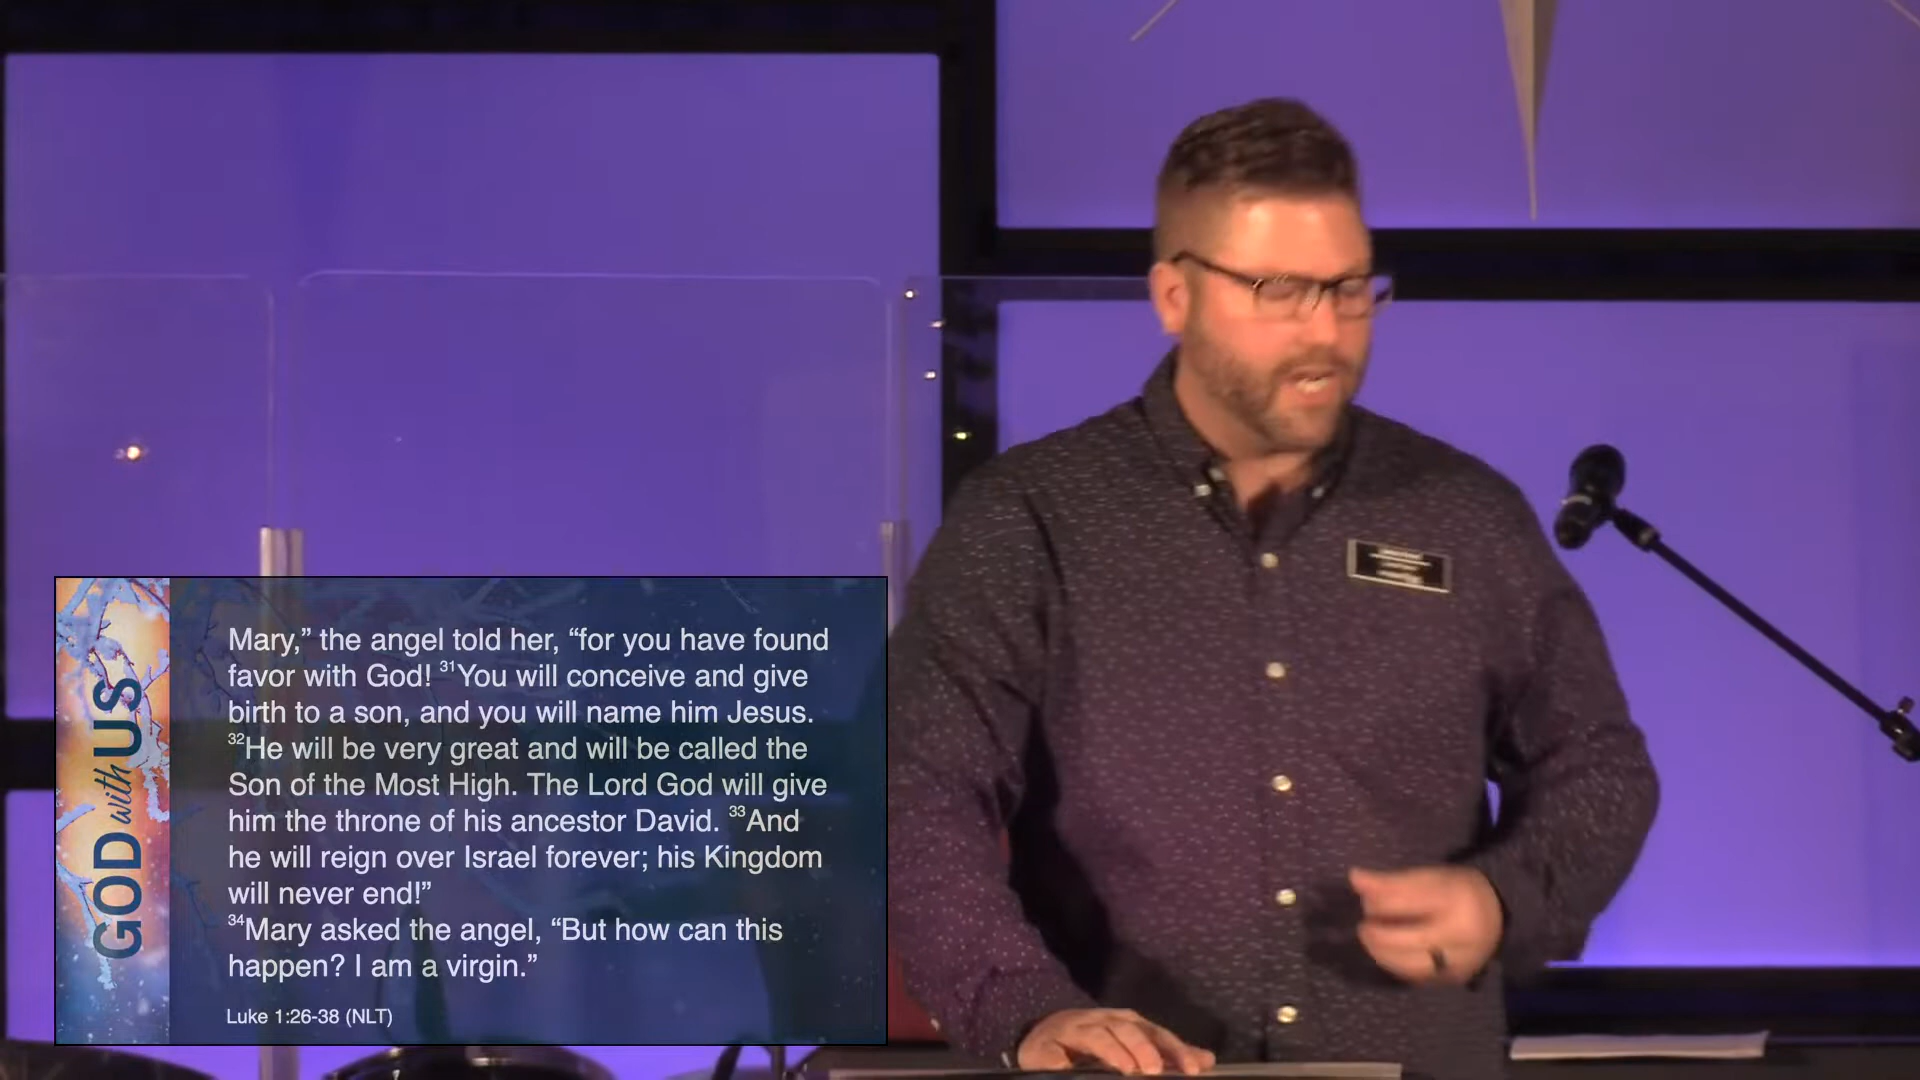 GOD with US
Mary,” the angel told her, “for you have found
favor with God! ³¹You will conceive and give
birth to a son, and you will name him Jesus.
³²He will be very great and will be called the
Son of the Most High. The Lord God will give
him the throne of his ancestor David. ³³And
he will reign over Israel forever; his Kingdom
will never end!”
³⁴Mary asked the angel, “But how can this
happen? I am a virgin.”
Luke 1:26-38 (NLT)